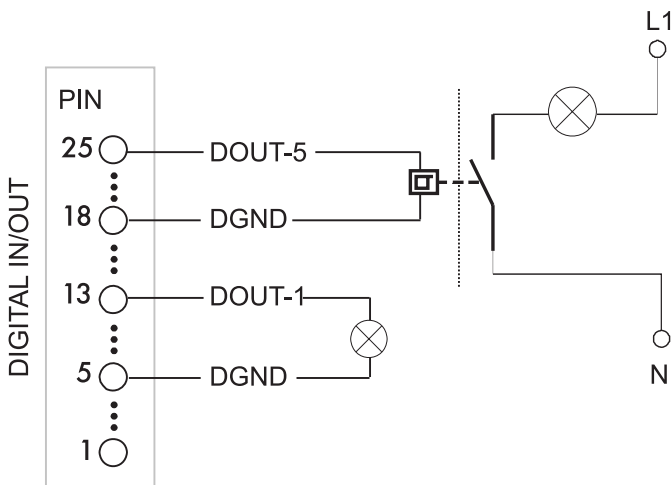 L1
PIN
25 DOUT-5
18 DGND
13 DOUT-1
5 DGND
1
N
DIGITAL IN/OUT